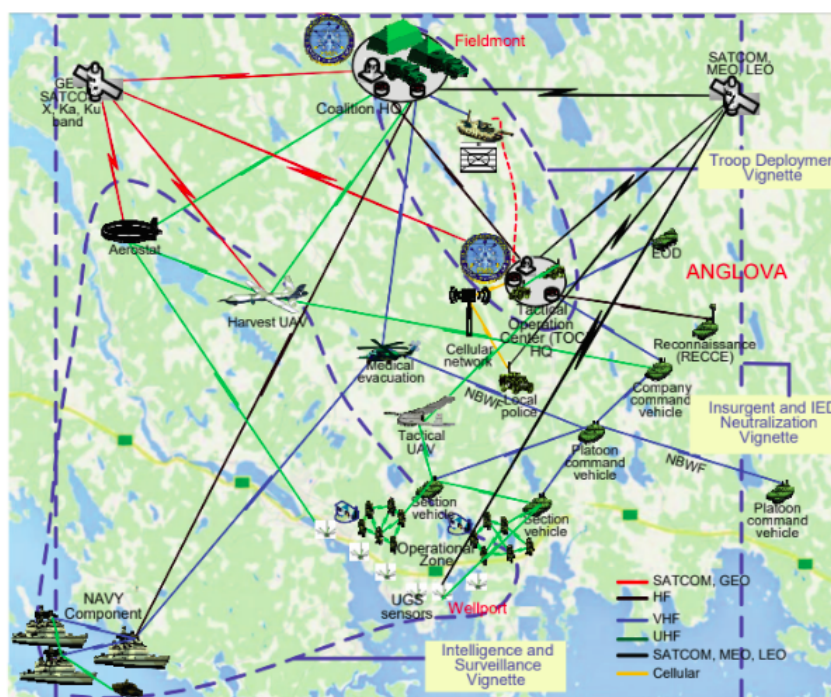 Fieldmont
GEO
SATCOM,
X, Ka, Ku
band
SATCOM,
MEO, LEO
Coalition HQ
Troop Deployment
Vignette
Aerostat
EOD
ANGLOVA
Harvest UAV
Tactical
Operation
Center (TOC)
HQ
Cellular
network
Reconnaissance
(RECCE)
Medical
evacuation
NBWF
Local
police
Company
command
vehicle
Insurgent and IED
Neutralization
Vignette
Tactical
UAV
Platoon
command
vehicle
NBWF
Section
vehicle
Section
vehicle
Platoon
command
vehicle
Operational
Zone
NAVY
Component
UGS
sensors
Wellport
SATCOM, GEO
HF
VHF
UHF
SATCOM, MEO, LEO
Cellular
Intelligence and
Surveillance
Vignette